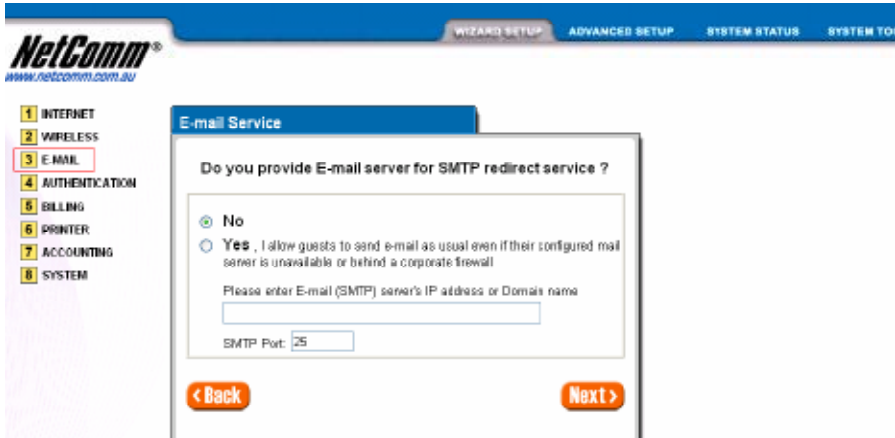 WIZARD SETUP ADVANCED SETUP SYSTEM STATUS SYSTEM TOO
NetComm®
www.netcomm.com.au
1 INTERNET
2 WIRELESS
3 E-MAIL
4 AUTHENTICATION
5 BILLING
6 PRINTER
7 ACCOUNTING
8 SYSTEM
E-mail Service
Do you provide E-mail server for SMTP redirect service ?
No
Yes , I allow guests to send e-mail as usual even if their configured mail
server is unavailable or behind a corporate firewall
Please enter E-mail (SMTP) server's IP address or Domain name
SMTP Port: 25
< Back
Next >